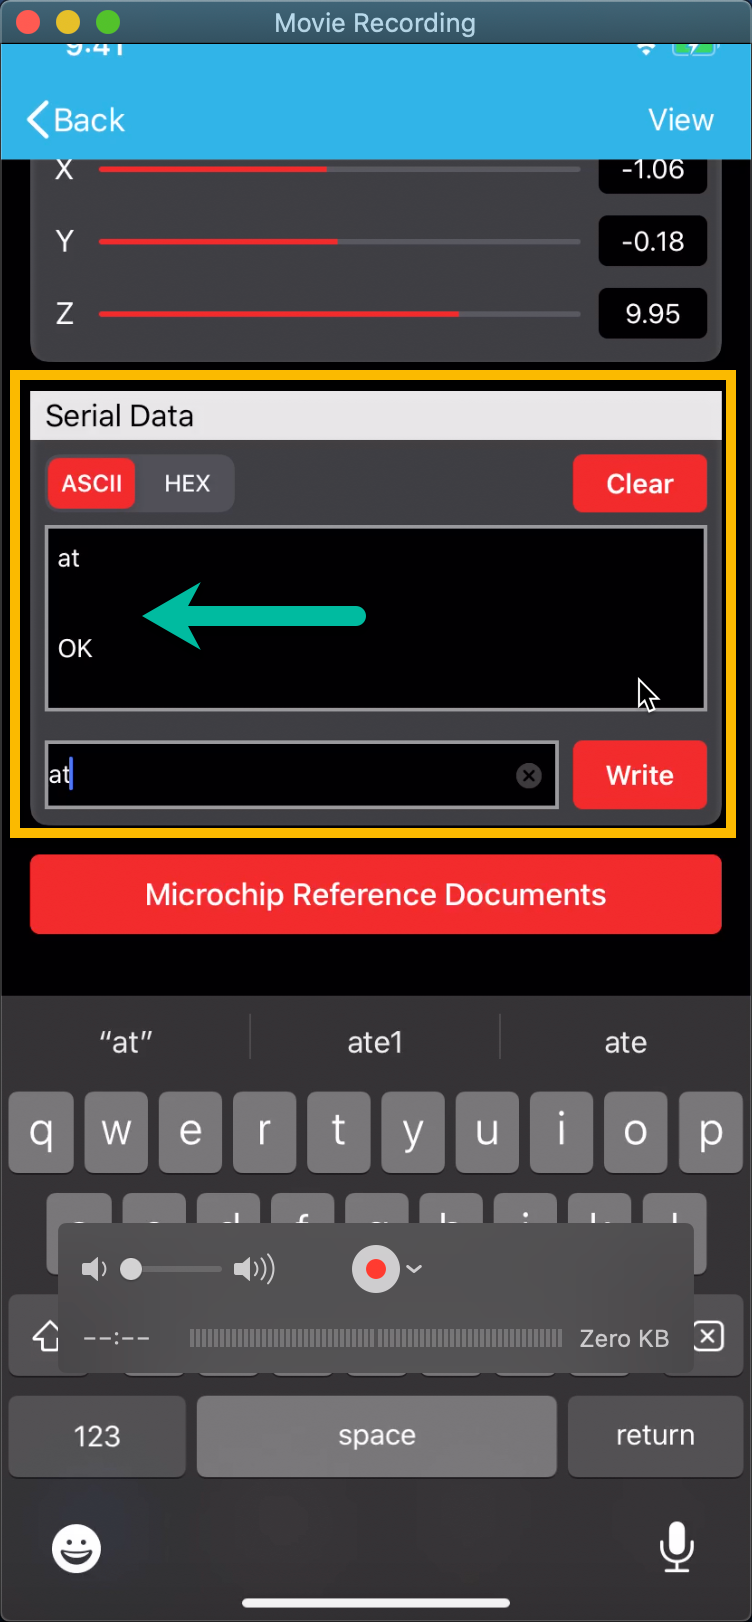 Movie Recording
9:41
Back
View
X
-1.06
Y
-0.18
Z
9.95
Serial Data
ASCII
HEX
Clear
at
OK
at
Write
Microchip Reference Documents
“at”
ate1
ate
q w e r t y u i o p
--:--
Zero KB
123
space
return